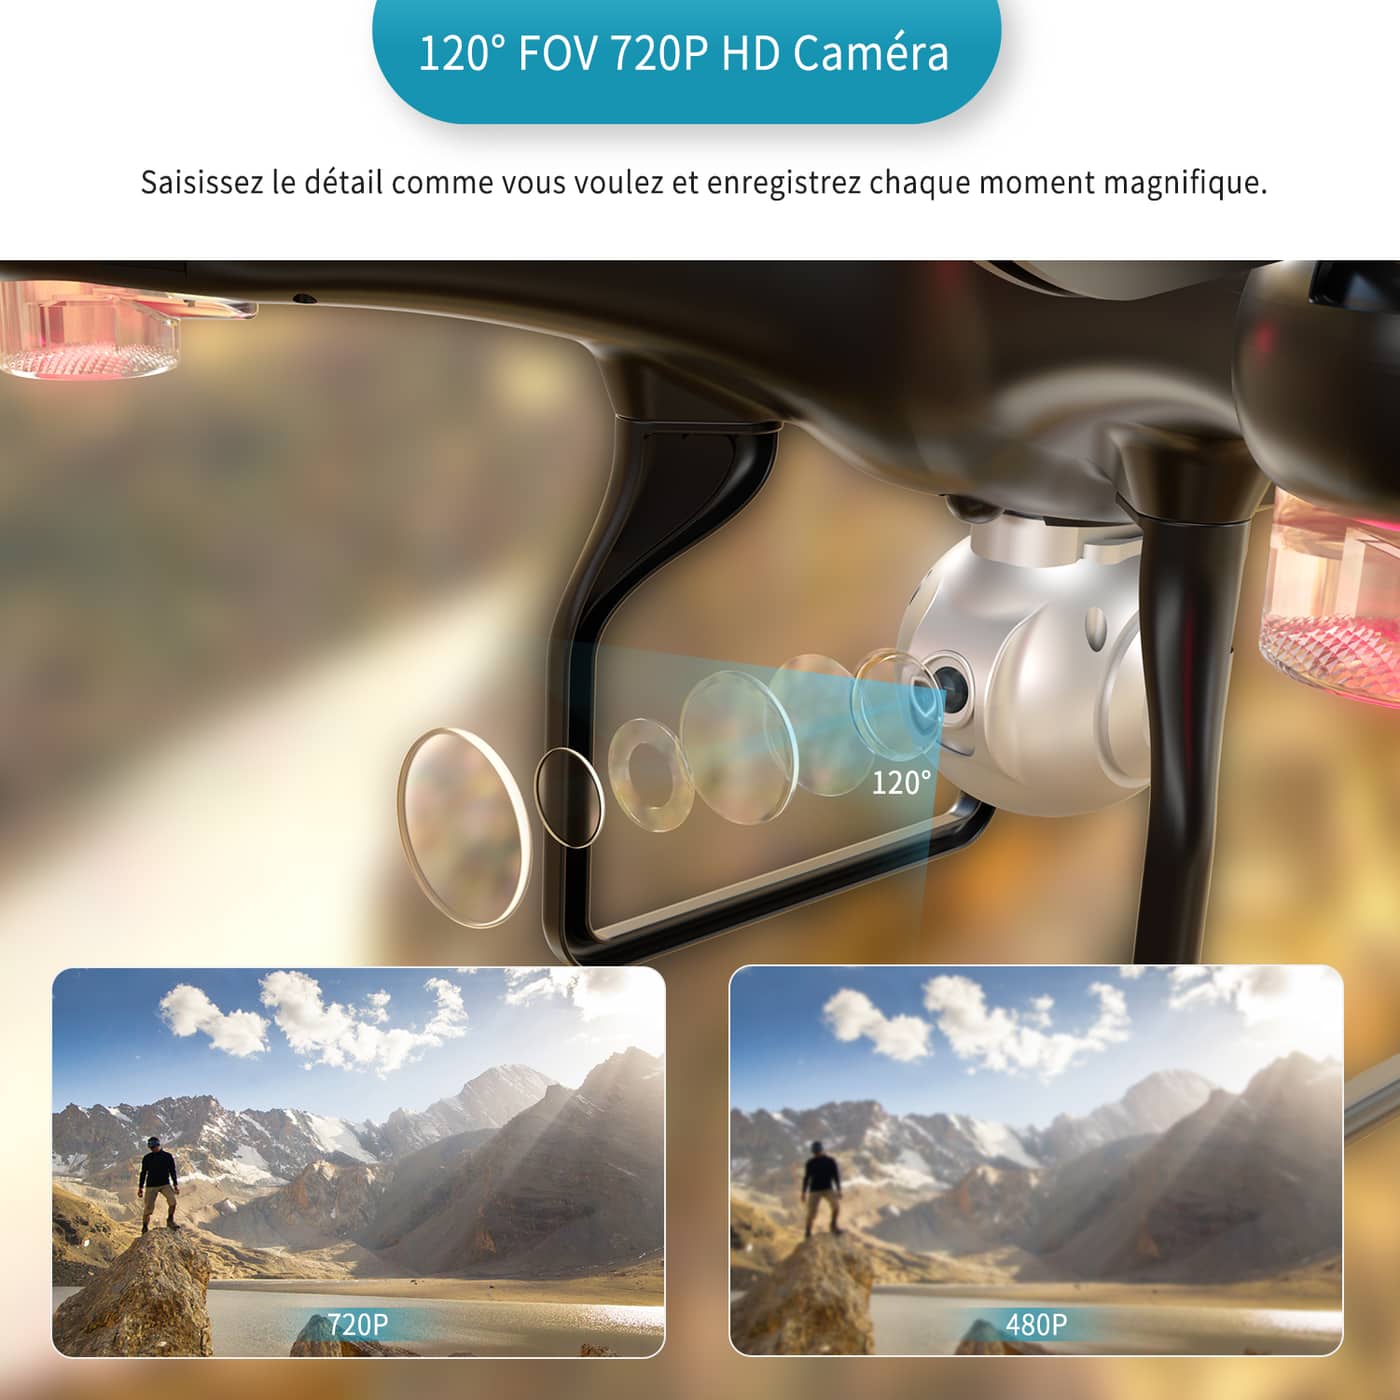 120° FOV 720P HD Caméra
Saisissez le détail comme vous voulez et enregistrez chaque moment magnifique.
120°
720P
480P